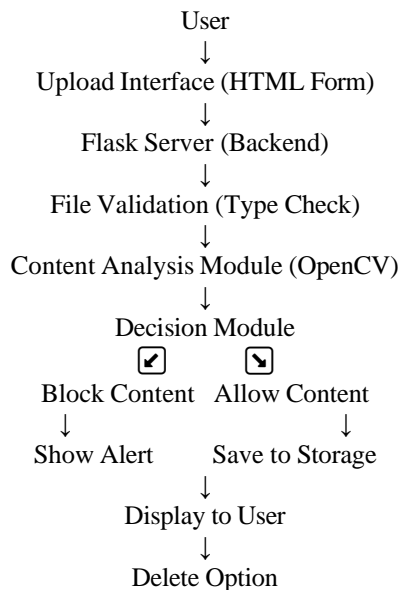 User
↓
Upload Interface (HTML Form)
↓
Flask Server (Backend)
↓
File Validation (Type Check)
↓
Content Analysis Module (OpenCV)
↓
Decision Module
↙ ↘
Block Content Allow Content
↓ ↓
Show Alert Save to Storage
↓
Display to User
↓
Delete Option